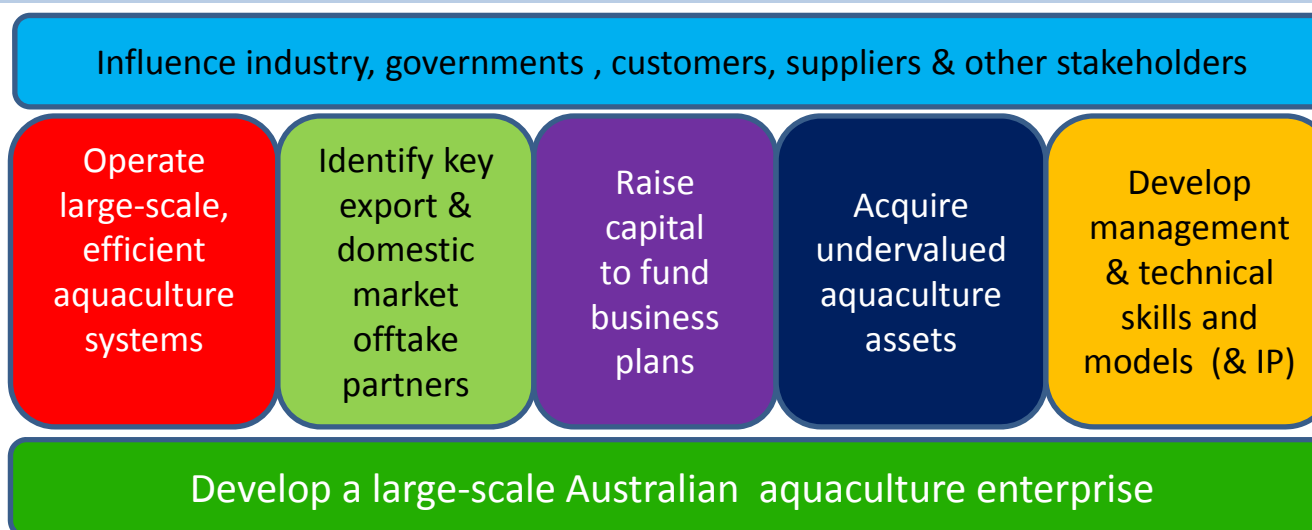 Influence industry, governments , customers, suppliers & other stakeholders
Operate
large-scale,
efficient
aquaculture
systems
Identify key
export &
domestic
market
offtake
partners
Raise
capital
to fund
business
plans
Acquire
undervalued
aquaculture
assets
Develop
management
& technical
skills and
models (& IP)
Develop a large-scale Australian aquaculture enterprise